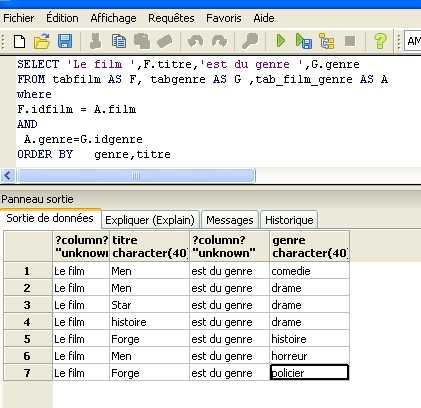 Fichier Édition Affichage Requêtes Favoris Aide
AM
SELECT 'Le film ',F.titre,'est du genre ',G.genre
FROM tabfilm AS F, tabgenre AS G ,tab_film_genre AS A
where
F.idfilm = A.film
AND
A.genre=G.idgenre
ORDER BY genre,titre
Panneau sortie
Sortie de données Expliquer (Explain) Messages Historique
?column? titre ?column? genre
"unknown character(40) "unknown" character(40)
1 Le film Men est du genre comedie
2 Le film Men est du genre drame
3 Le film Star est du genre drame
4 Le film histoire est du genre drame
5 Le film Forge est du genre histoire
6 Le film Men est du genre horreur
7 Le film Forge est du genre policier